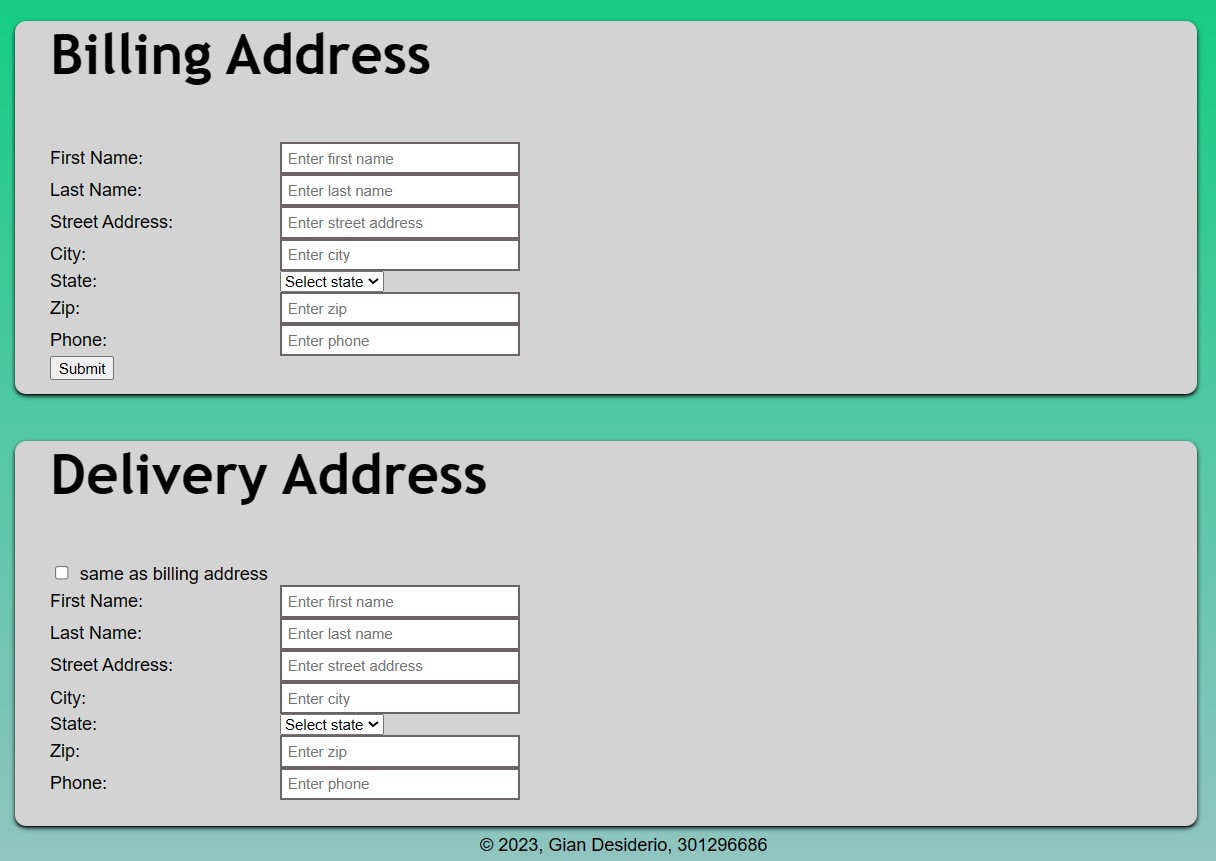 Billing Address
First Name: Enter first name
Last Name: Enter last name
Street Address: Enter street address
City: Enter city
State: Select state
Zip: Enter zip
Phone: Enter phone
Submit
Delivery Address
same as billing address
First Name: Enter first name
Last Name: Enter last name
Street Address: Enter street address
City: Enter city
State: Select state
Zip: Enter zip
Phone: Enter phone
© 2023, Gian Desiderio, 301296686